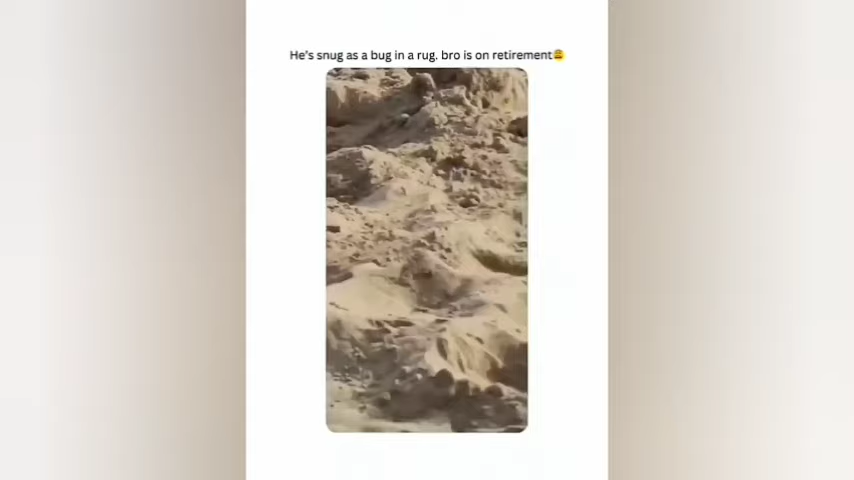 He's snug as a bug in a rug. bro is on retirement😇